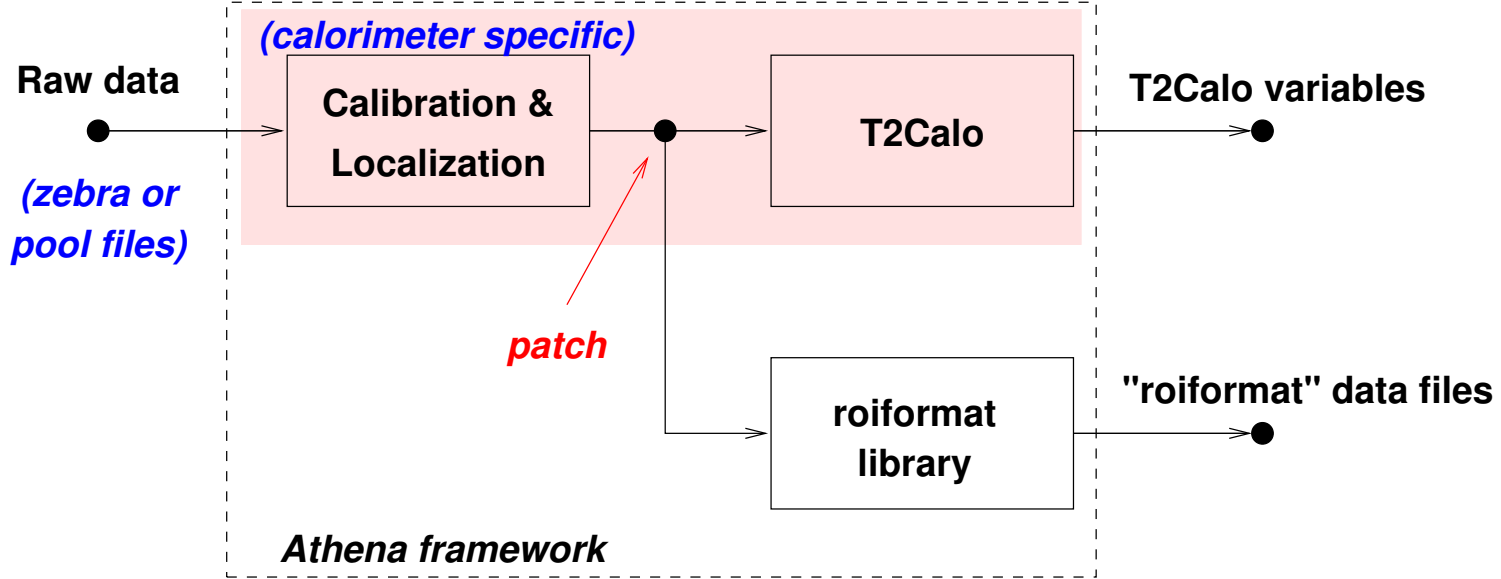 (calorimeter specific)
Raw data
(zebra or
pool files)
Calibration &
Localization
T2Calo
T2Calo variables
patch
roiformat
library
"roiformat" data files
Athena framework